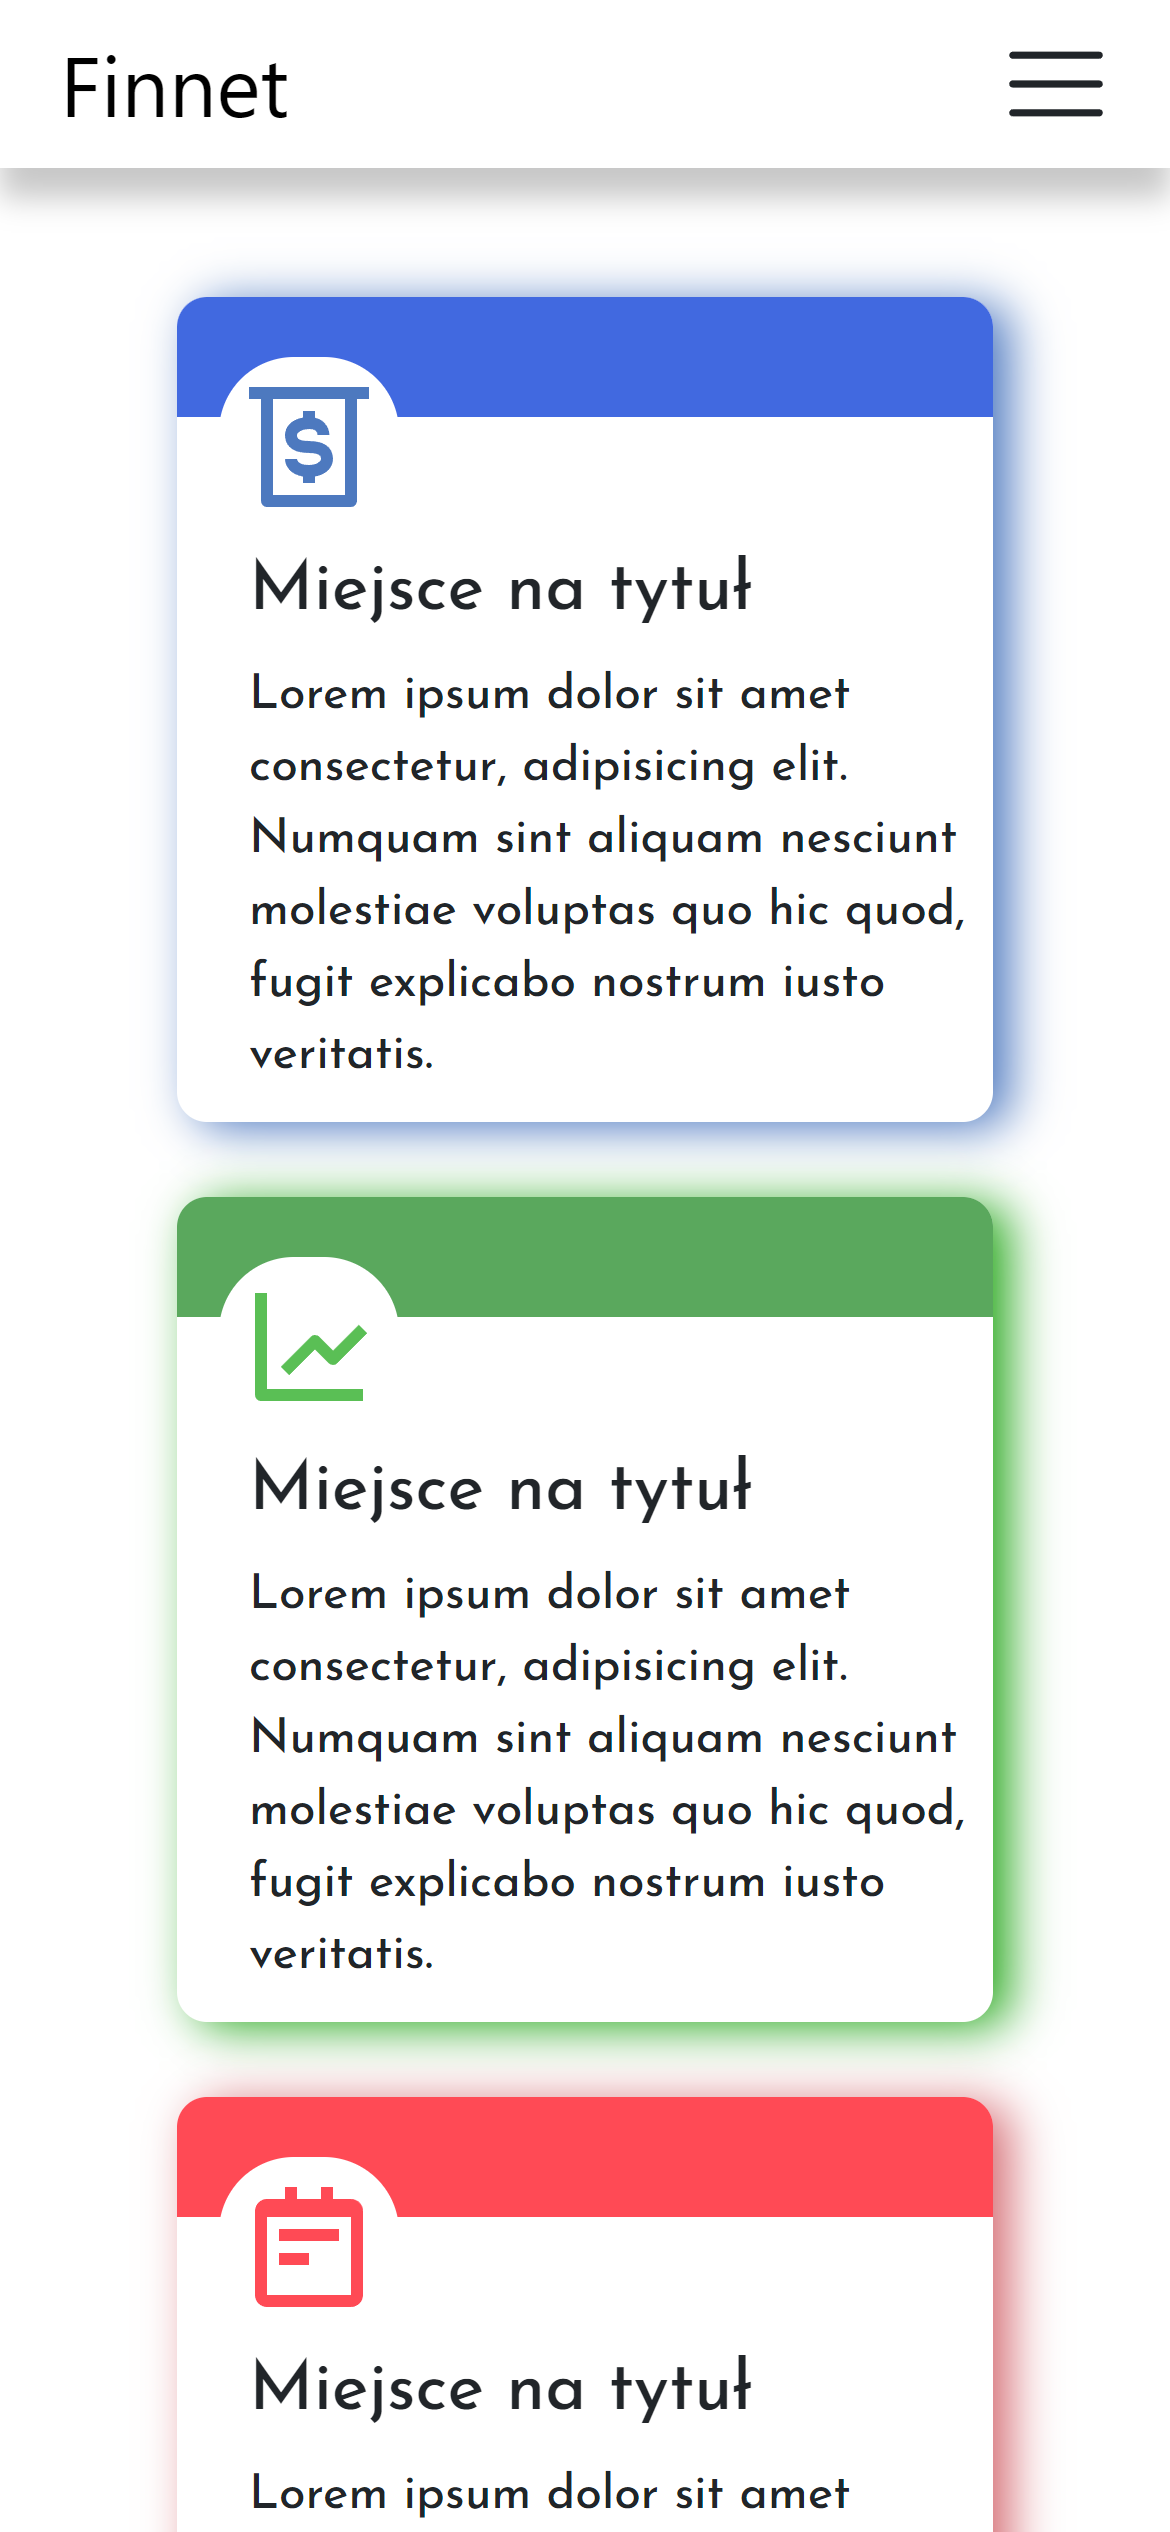 Finnet
Miejsce na tytuł
Lorem ipsum dolor sit amet
consectetur, adipisicing elit.
Numquam sint aliquam nesciunt
molestiae voluptas quo hic quod,
fugit explicabo nostrum iusto
veritatis.
Miejsce na tytuł
Lorem ipsum dolor sit amet
consectetur, adipisicing elit.
Numquam sint aliquam nesciunt
molestiae voluptas quo hic quod,
fugit explicabo nostrum iusto
veritatis.
Miejsce na tytuł
Lorem ipsum dolor sit amet